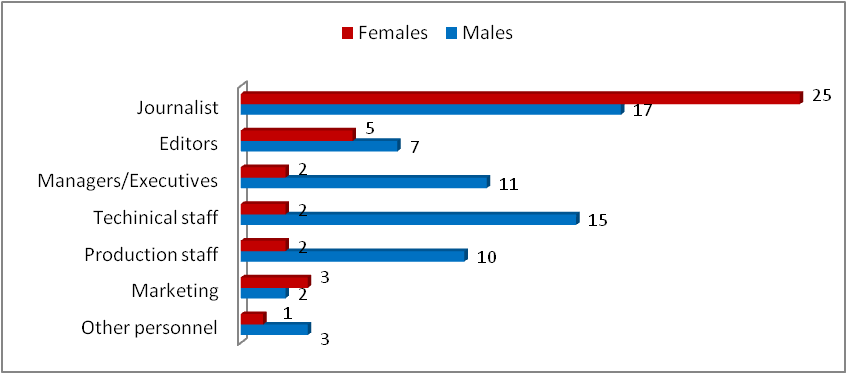 Females Males
Journalist 25
17
Editors 5
7
Managers/Executives 2
11
Techinical staff 2
15
Production staff 2
10
Marketing 3
2
Other personnel 1
3